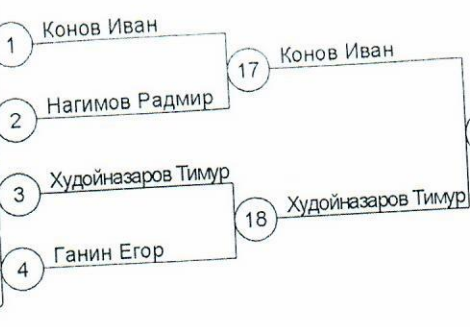 1 Конов Иван
17 Конов Иван
2 Нагимов Радмир
3 Худойназаров Тимур
18 Худойназаров Тимур
4 Ганин Егор